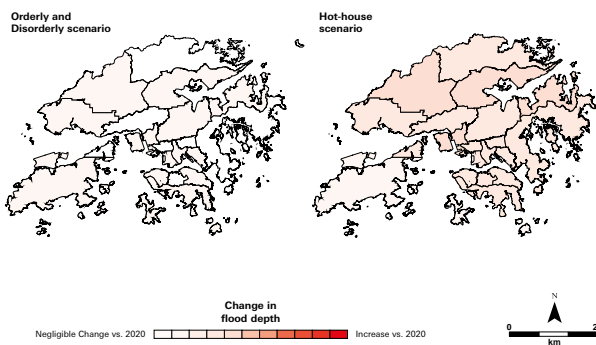 Orderly and
Disorderly scenario
Hot-house
scenario
Change in
flood depth
Negligible Change vs. 2020
Increase vs. 2020
N
0
2
km